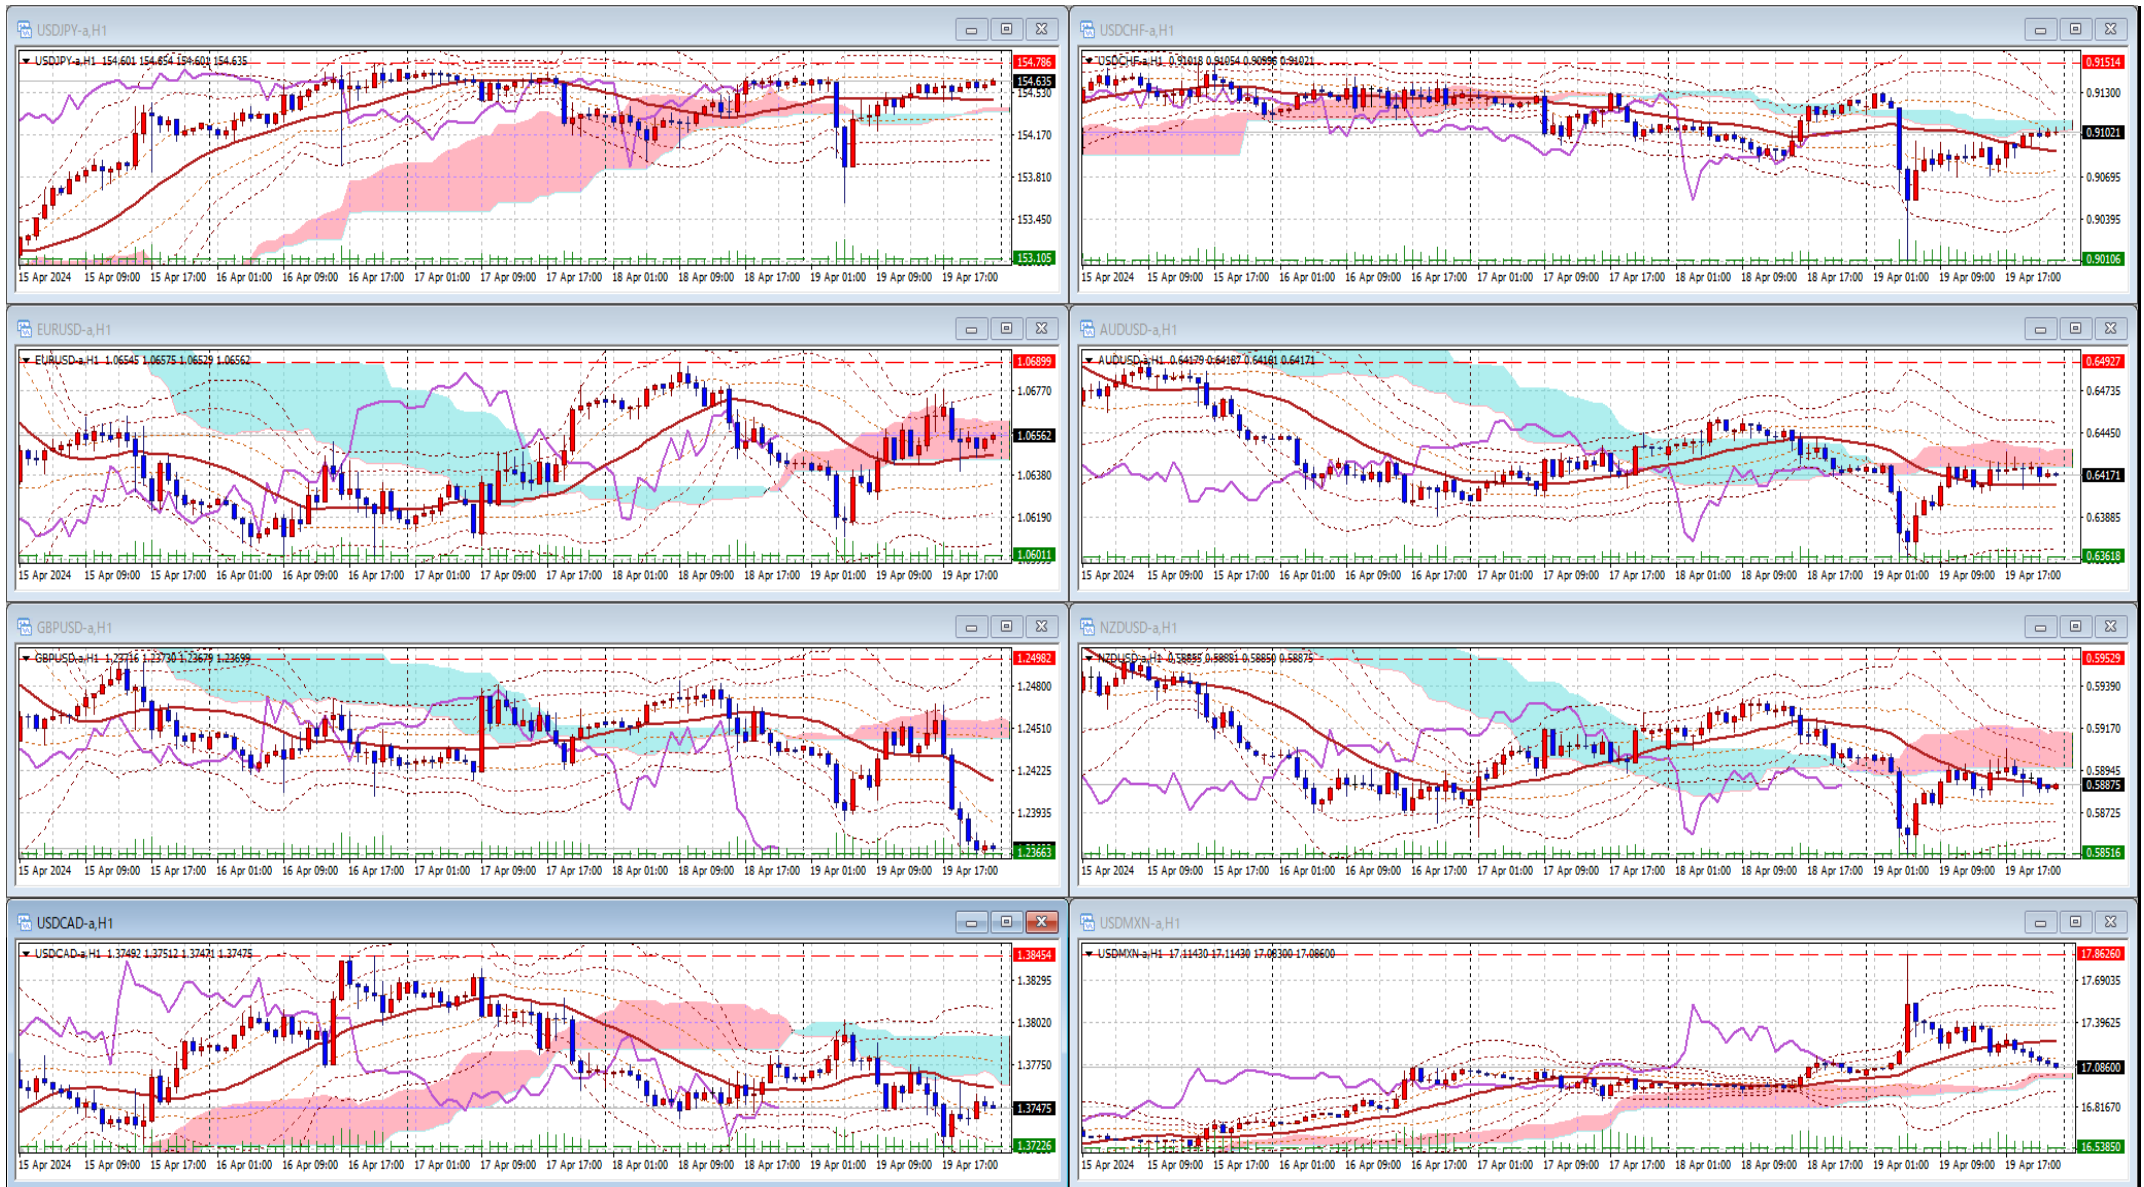 USDJPY-a,H1
USDJPY-a,H1 154.601 154.654 154.601 154.635
154.786
154.635
154.530
154.170
153.810
153.450
153.105
15 Apr 2024 15 Apr 09:00 15 Apr 17:00 16 Apr 01:00 16 Apr 09:00 16 Apr 17:00 17 Apr 01:00 17 Apr 09:00 17 Apr 17:00 18 Apr 01:00 18 Apr 09:00 18 Apr 17:00 19 Apr 01:00 19 Apr 09:00 19 Apr 17:00
USDCHF-a,H1
USDCHF-a,H1 0.91018 0.91054 0.90996 0.91021
0.91514
0.91300
0.91021
0.90695
0.90395
0.90106
15 Apr 2024 15 Apr 09:00 15 Apr 17:00 16 Apr 01:00 16 Apr 09:00 16 Apr 17:00 17 Apr 01:00 17 Apr 09:00 17 Apr 17:00 18 Apr 01:00 18 Apr 09:00 18 Apr 17:00 19 Apr 01:00 19 Apr 09:00 19 Apr 17:00
EURUSD-a,H1
EURUSD-a,H1 1.06545 1.06575 1.06529 1.06562
1.06899
1.06770
1.06562
1.06380
1.06190
1.06011
15 Apr 2024 15 Apr 09:00 15 Apr 17:00 16 Apr 01:00 16 Apr 09:00 16 Apr 17:00 17 Apr 01:00 17 Apr 09:00 17 Apr 17:00 18 Apr 01:00 18 Apr 09:00 18 Apr 17:00 19 Apr 01:00 19 Apr 09:00 19 Apr 17:00
AUDUSD-a,H1
AUDUSD-a,H1 0.64179 0.64187 0.64161 0.64171
0.64927
0.64735
0.64450
0.64171
0.63885
0.63618
15 Apr 2024 15 Apr 09:00 15 Apr 17:00 16 Apr 01:00 16 Apr 09:00 16 Apr 17:00 17 Apr 01:00 17 Apr 09:00 17 Apr 17:00 18 Apr 01:00 18 Apr 09:00 18 Apr 17:00 19 Apr 01:00 19 Apr 09:00 19 Apr 17:00
GBPUSD-a,H1
GBPUSD-a,H1 1.23716 1.23730 1.23679 1.23699
1.24982
1.24800
1.24510
1.24225
1.23935
1.23663
15 Apr 2024 15 Apr 09:00 15 Apr 17:00 16 Apr 01:00 16 Apr 09:00 16 Apr 17:00 17 Apr 01:00 17 Apr 09:00 17 Apr 17:00 18 Apr 01:00 18 Apr 09:00 18 Apr 17:00 19 Apr 01:00 19 Apr 09:00 19 Apr 17:00
NZDUSD-a,H1
NZDUSD-a,H1 0.58855 0.58881 0.58850 0.58875
0.59529
0.59390
0.59170
0.58945
0.58875
0.58725
0.58516
15 Apr 2024 15 Apr 09:00 15 Apr 17:00 16 Apr 01:00 16 Apr 09:00 16 Apr 17:00 17 Apr 01:00 17 Apr 09:00 17 Apr 17:00 18 Apr 01:00 18 Apr 09:00 18 Apr 17:00 19 Apr 01:00 19 Apr 09:00 19 Apr 17:00
USDCAD-a,H1
USDCAD-a,H1 1.37492 1.37512 1.37471 1.37475
1.38454
1.38295
1.38020
1.37750
1.37475
1.37226
15 Apr 2024 15 Apr 09:00 15 Apr 17:00 16 Apr 01:00 16 Apr 09:00 16 Apr 17:00 17 Apr 01:00 17 Apr 09:00 17 Apr 17:00 18 Apr 01:00 18 Apr 09:00 18 Apr 17:00 19 Apr 01:00 19 Apr 09:00 19 Apr 17:00
USDMXN-a,H1
USDMXN-a,H1 17.11430 17.11430 17.08300 17.08600
17.86260
17.69035
17.39625
17.08600
16.81670
16.53850
15 Apr 2024 15 Apr 09:00 15 Apr 17:00 16 Apr 01:00 16 Apr 09:00 16 Apr 17:00 17 Apr 01:00 17 Apr 09:00 17 Apr 17:00 18 Apr 01:00 18 Apr 09:00 18 Apr 17:00 19 Apr 01:00 19 Apr 09:00 19 Apr 17:00